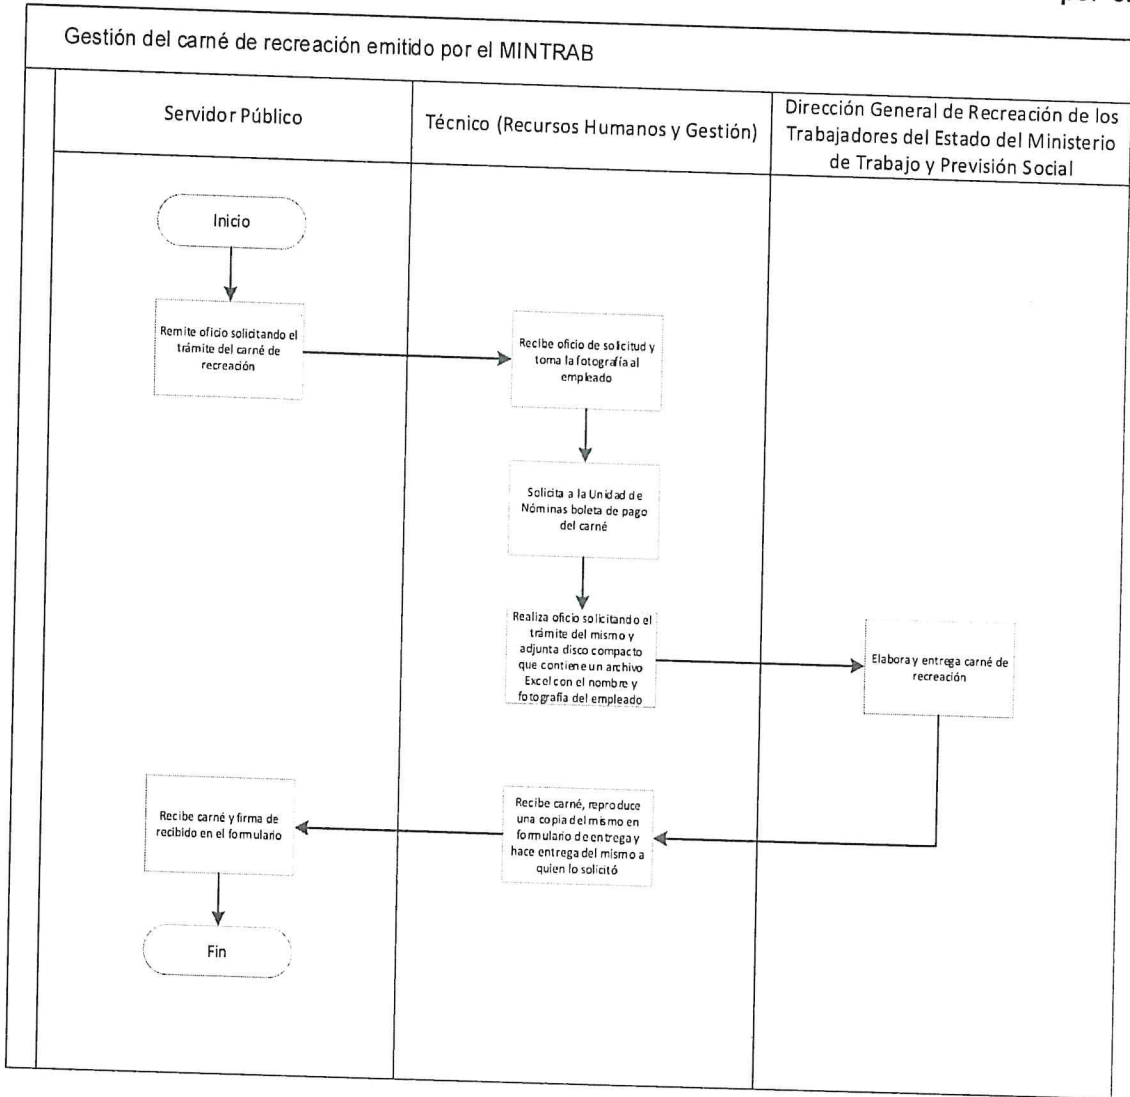 Gestión del carné de recreación emitido por el MINTRAB
Servidor Público
Técnico (Recursos Humanos y Gestión)
Dirección General de Recreación de los
Trabajadores del Estado del Ministerio
de Trabajo y Previsión Social
Inicio
Remite oficio solicitando el
trámite del carné de
recreación
Recibe oficio de solicitud y
toma la fotografía al
empleado
Solicita a la Unidad de
Nóminas boleta de pago
del carné
Realiza oficio solicitando el
trámite del mismo y
adjunta disco compacto
que contiene un archivo
Excel con el nombre y
fotografía del empleado
Elabora y entrega carné de
recreación
Recibe carné, reproduce
una copia del mismo en
formulario de entrega y
hace entrega del mismo a
quien lo solicitó
Recibe carné y firma de
recibido en el formulario
Fin